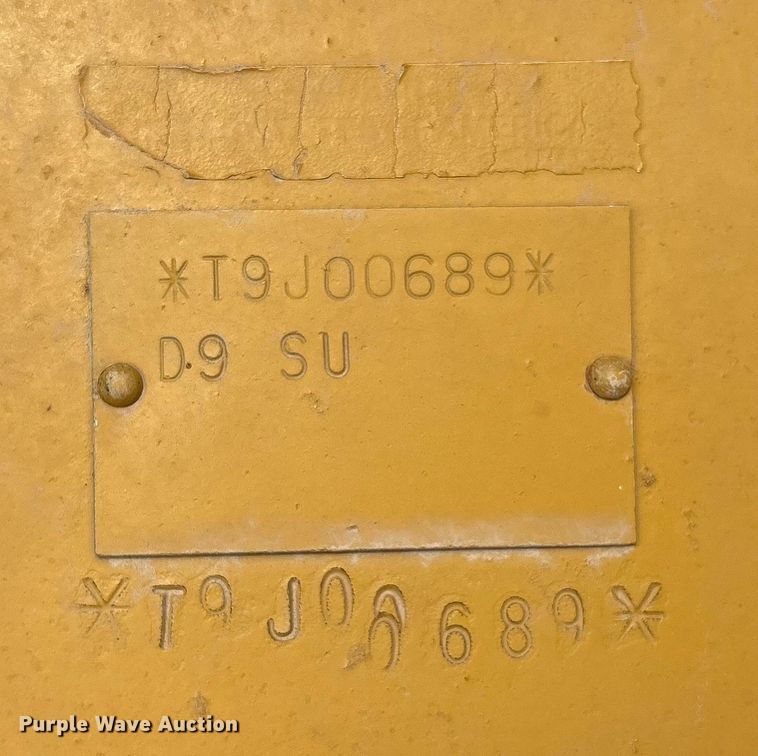 *T9J00689*
D9 SU
*T9J00689*
Purple Wave Auction